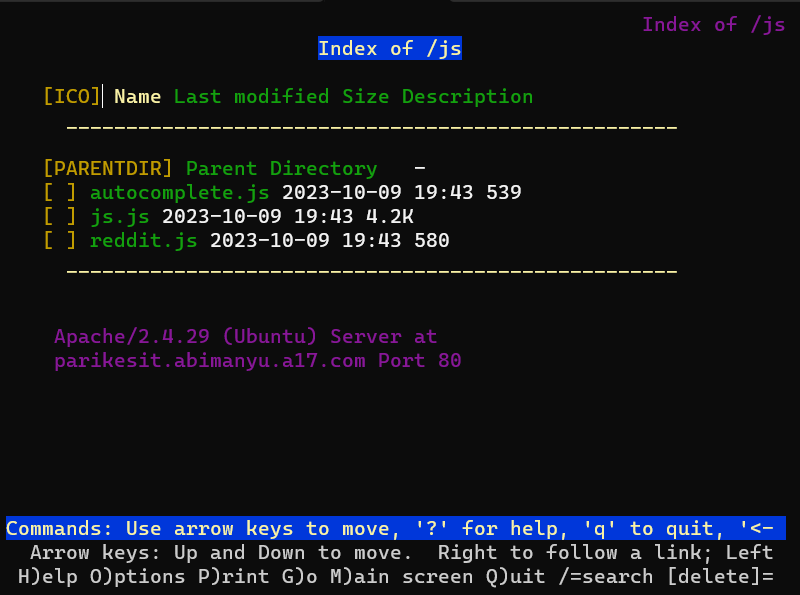 Index of /js
Index of /js
[ICO] Name Last modified Size Description
---------------------------------------------------
[PARENTDIR] Parent Directory   -
[ ] autocomplete.js 2023-10-09 19:43 539
[ ] js.js 2023-10-09 19:43 4.2K
[ ] reddit.js 2023-10-09 19:43 580
---------------------------------------------------
Apache/2.4.29 (Ubuntu) Server at
parikesit.abimanyu.a17.com Port 80
Commands: Use arrow keys to move, '?' for help, 'q' to quit, '<-
Arrow keys: Up and Down to move.  Right to follow a link; Left
H)elp O)ptions P)rint G)o M)ain screen Q)uit /=search [delete]=